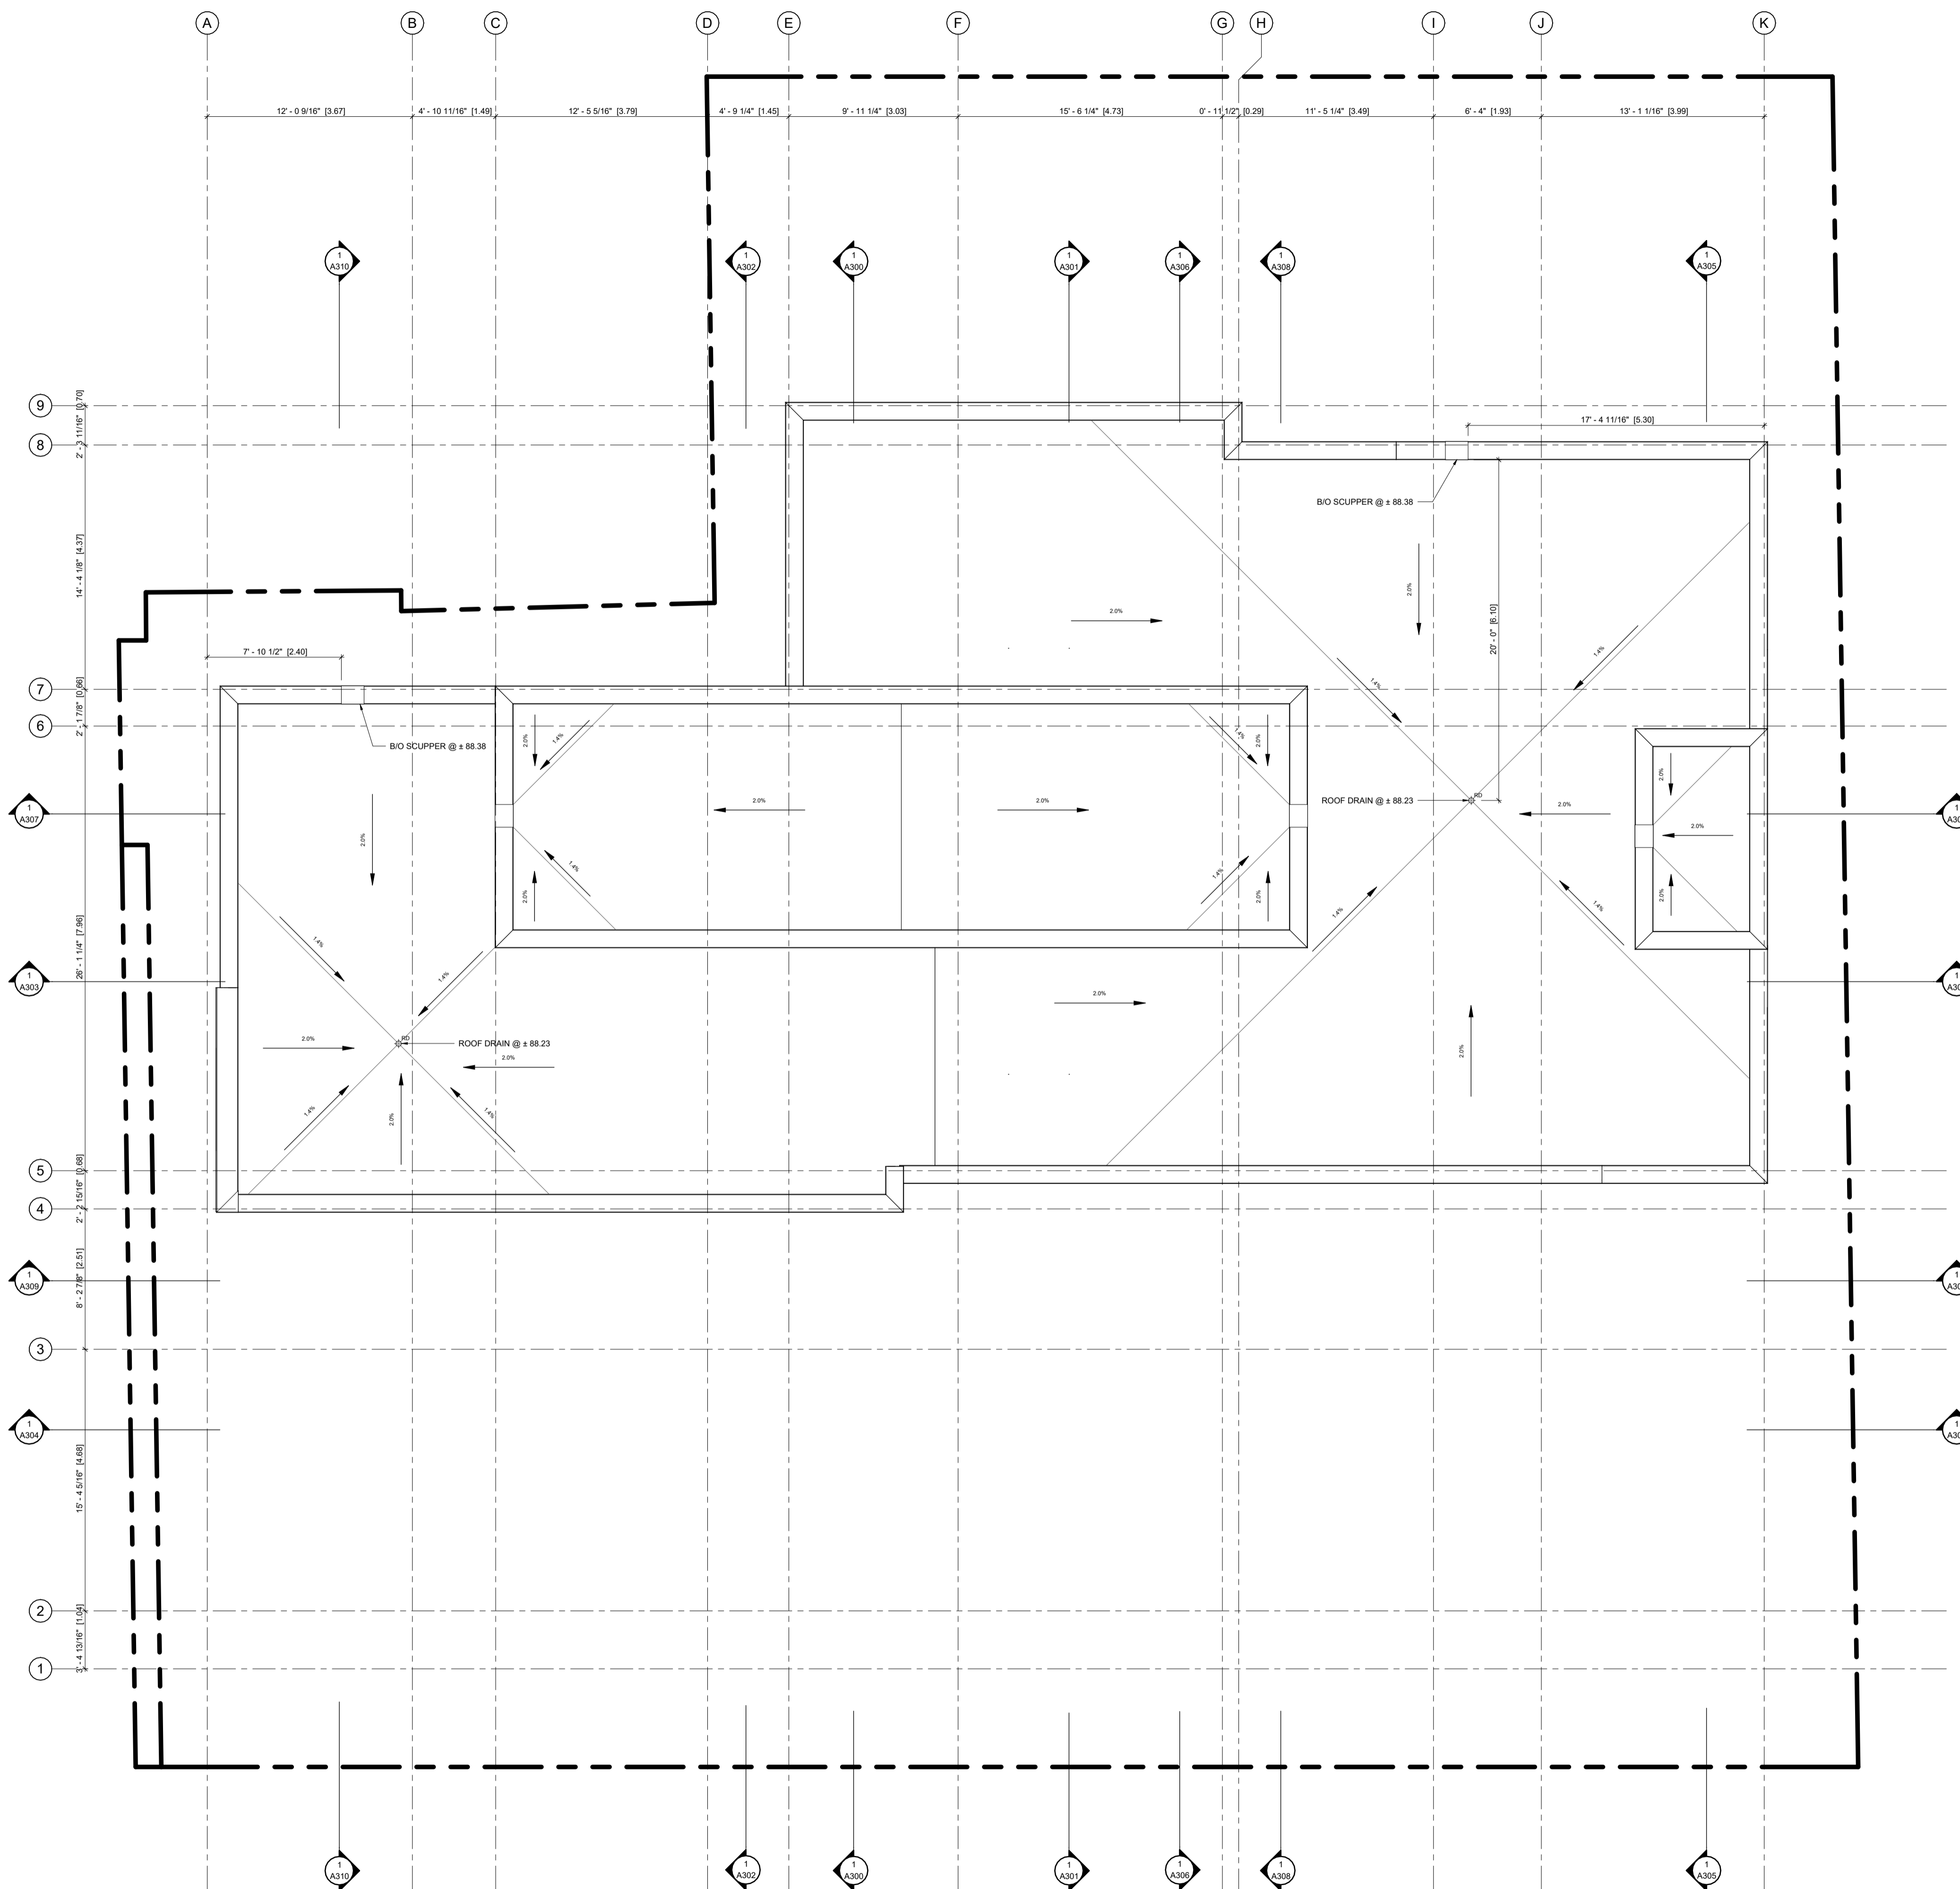 A
B
C
D
E
F
G
H
I
J
K
12' - 0 9/16" [3.67]
4' - 10 11/16" [1.49]
12' - 5 5/16" [3.79]
4' - 9 1/4" [1.45]
9' - 11 1/4" [3.03]
15' - 6 1/4" [4.73]
0' - 11 1/2" [0.29]
11' - 5 1/4" [3.49]
6' - 4" [1.93]
13' - 1 1/16" [3.99]
1
A310
1
A302
1
A300
1
A301
1
A306
1
A308
1
A305
9
2' - 3 11/16" [0.70]
8
17' - 4 11/16" [5.30]
B/O SCUPPER @ ± 88.38
14' - 4 1/8" [4.37]
2.0%
2.0%
20' - 0" [6.10]
7' - 10 1/2" [2.40]
1.4%
1.4%
7
2' - 1 7/8" [0.66]
6
B/O SCUPPER @ ± 88.38
2.0%
1.4%
1.4%
2.0%
2.0%
2.0%
2.0%
ROOF DRAIN @ ± 88.23
RD
2.0%
2.0%
1
A307
1
2.0%
1.4%
2.0%
1.4%
2.0%
2.0%
1.4%
1.4%
26' - 1 1/4" [7.96]
1.4%
1.4%
1
A303
1
2.0%
RD
ROOF DRAIN @ ± 88.23
2.0%
2.0%
2.0%
1.4%
2.0%
1.4%
5
2' - 2 15/16" [0.68]
4
8' - 2 7/8" [2.51]
1
A309
1
3
1
A304
1
15' - 4 5/16" [4.68]
2
3' - 4 13/16" [1.04]
1
1
A310
1
A302
1
A300
1
A301
1
A306
1
A308
1
A305